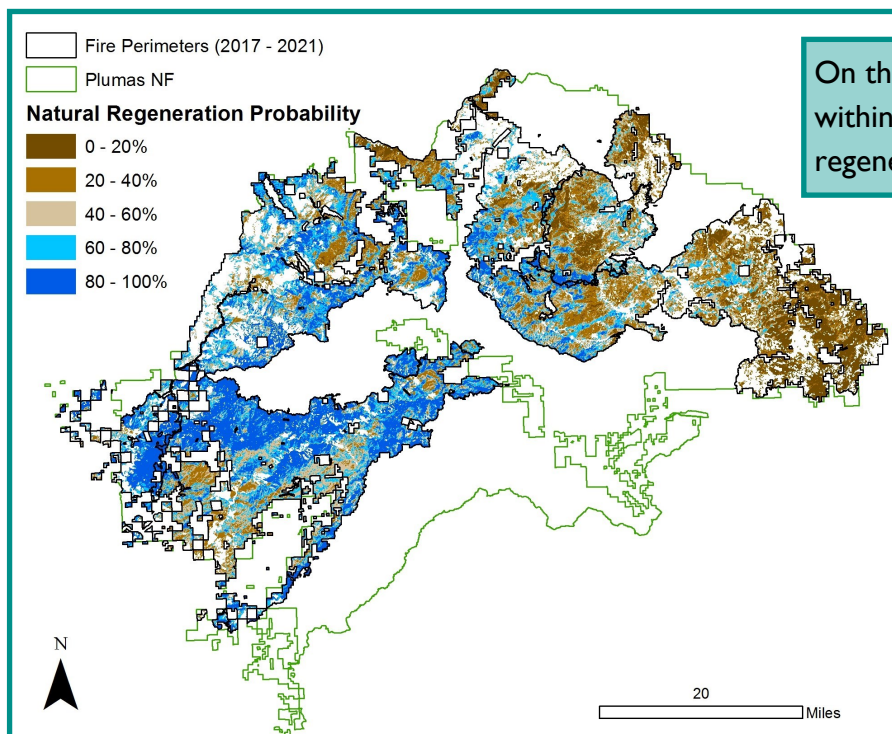 Fire Perimeters (2017 - 2021)
Plumas NF
Natural Regeneration Probability
0 - 20%
20 - 40%
40 - 60%
60 - 80%
80 - 100%
On th
within
regene
N
20
Miles